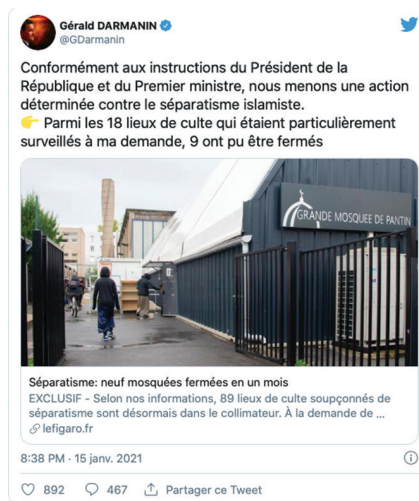 Gérald DARMANIN
@GDarmanin
Conformément aux instructions du Président de la
République et du Premier ministre, nous menons une action
déterminée contre le séparatisme islamiste.
👉 Parmi les 18 lieux de culte qui étaient particulièrement
surveillés à ma demande, 9 ont pu être fermés
GRANDE MOSQUEE DE PANTIN
Séparatisme: neuf mosquées fermées en un mois
EXCLUSIF - Selon nos informations, 89 lieux de culte soupçonnés de
séparatisme sont désormais dans le collimateur. À la demande de ...
lefigaro.fr
8:38 PM · 15 janv. 2021
892 467 Partager ce Tweet